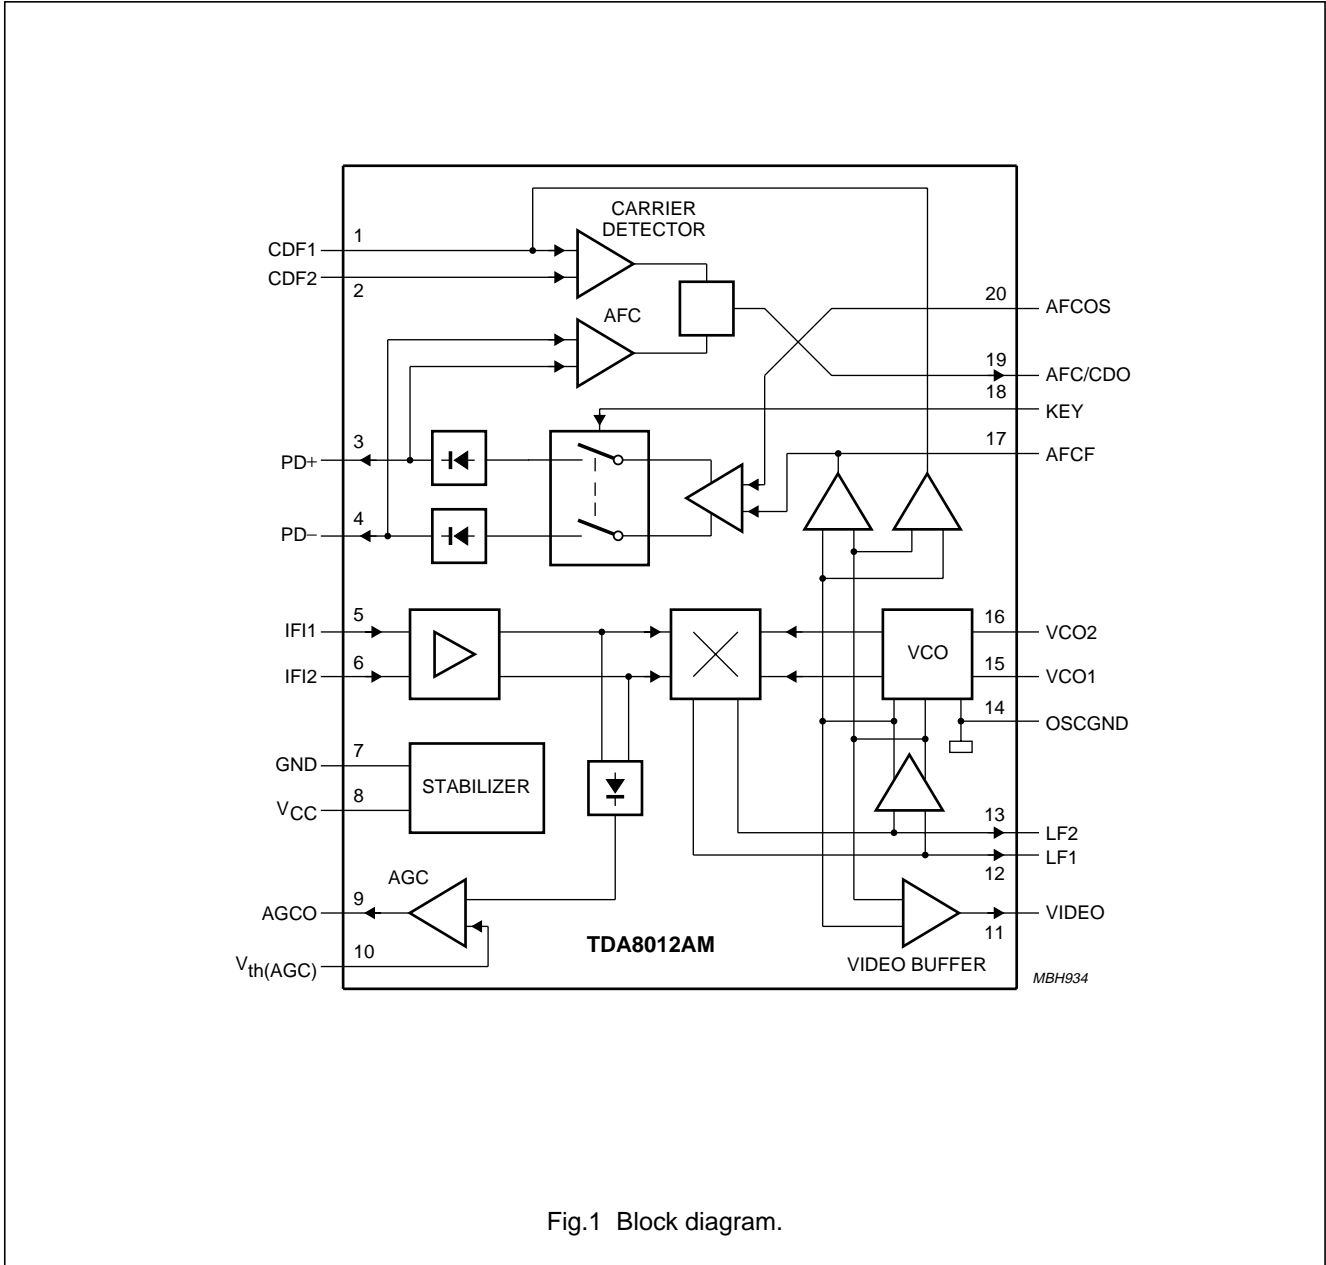 CARRIER
DETECTOR
1
CDF1
CDF2
2
20
AFCOS
AFC
19
AFC/CDO
18
KEY
3
17
PD+
AFCF
4
PD−
5
16
IFI1
VCO2
VCO
6
15
IFI2
VCO1
14
OSCGND
7
GND
STABILIZER
8
VCC
13
LF2
LF1
12
AGC
9
AGCO
VIDEO
11
10
TDA8012AM
Vth(AGC)
VIDEO BUFFER
MBH934
Fig.1 Block diagram.